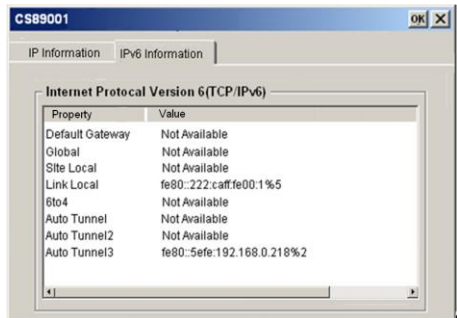 CS89001 OK X
IP Information IPv6 Information
Internet Protocal Version 6(TCP/IPv6)
Property Value
Default Gateway Not Available
Global Not Available
SIte Local Not Available
Link Local fe80::222:caff:fe00:1%5
6to4 Not Available
Auto Tunnel Not Available
Auto Tunnel2 Not Available
Auto Tunnel3 fe80::5efe:192.168.0.218%2